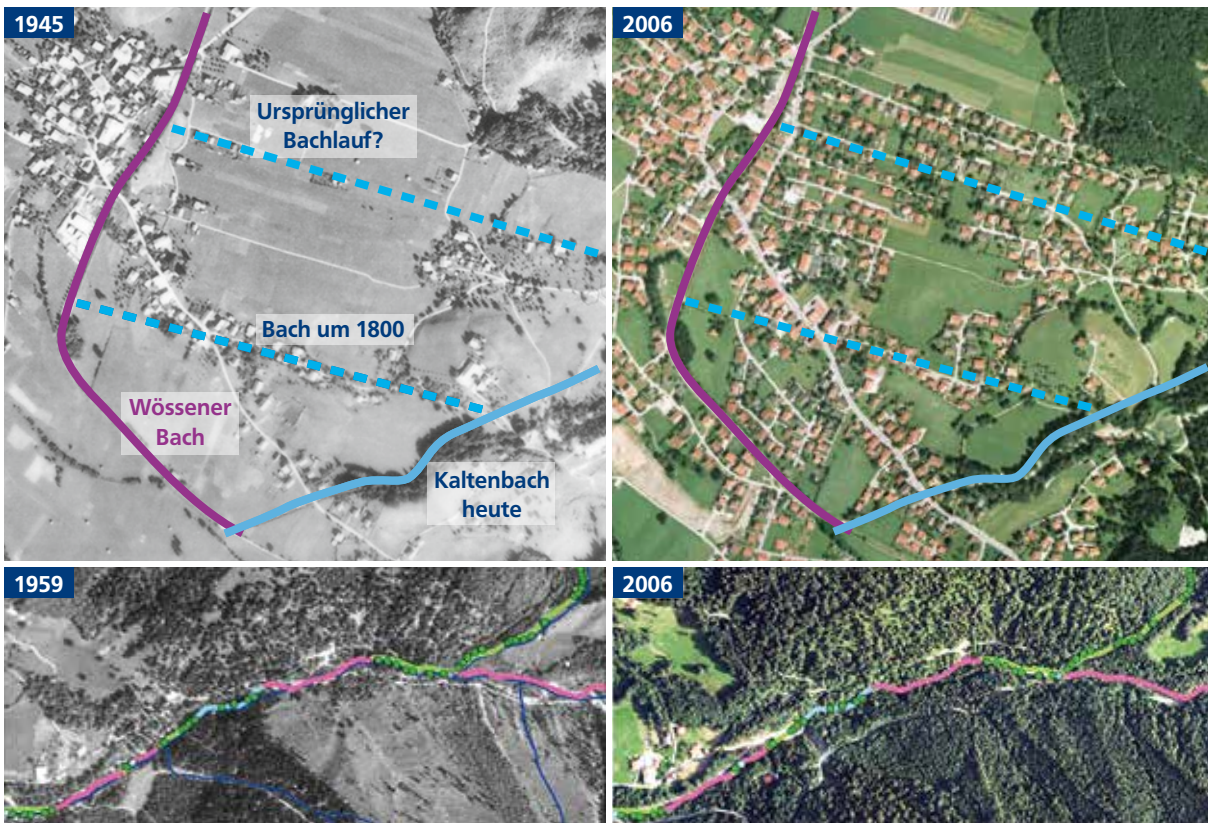 1945
Ursprünglicher
Bachlauf?
Bach um 1800
Wössener
Bach
Kaltenbach
heute
2006
1959
2006